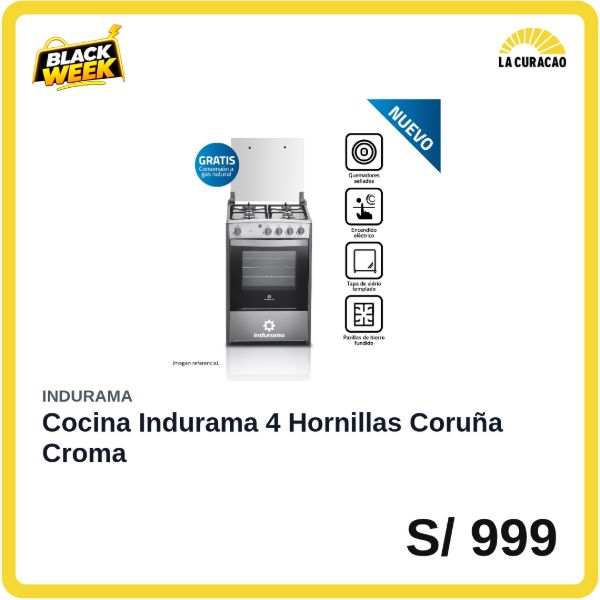 BLACK
WEEK
LA CURACAO
NUEVO
GRATIS
Conversión a
gas natural
Quemadores
sellados
Encendido
eléctrico
Tapa de vidrio
templado
Parillas de hierro
fundido
indurama
Imagen referencial.
INDURAMA
Cocina Indurama 4 Hornillas Coruña
Croma
S/ 999